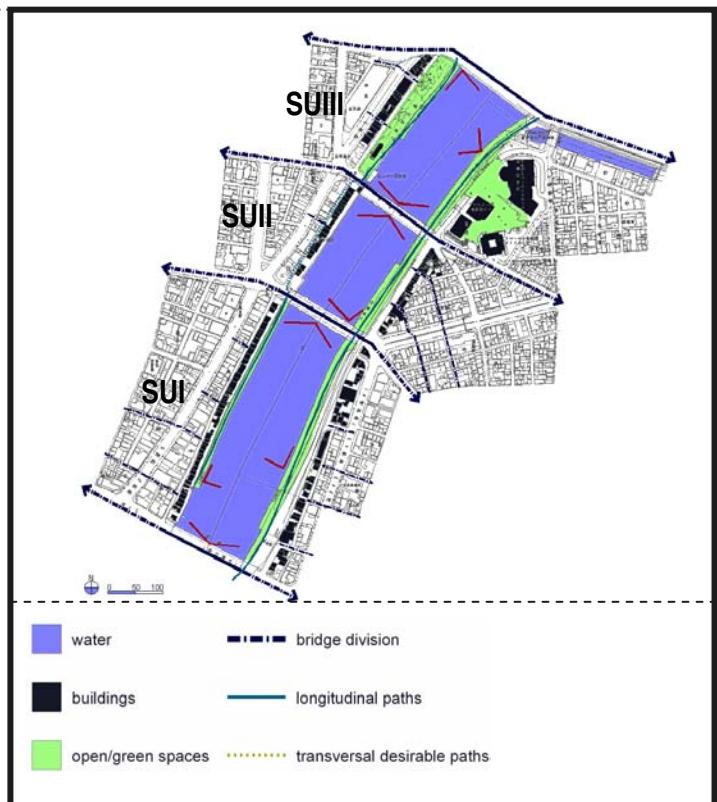 SUIII
SUII
SUI
N
0 50 100
water
bridge division
buildings
longitudinal paths
open/green spaces
transversal desirable paths